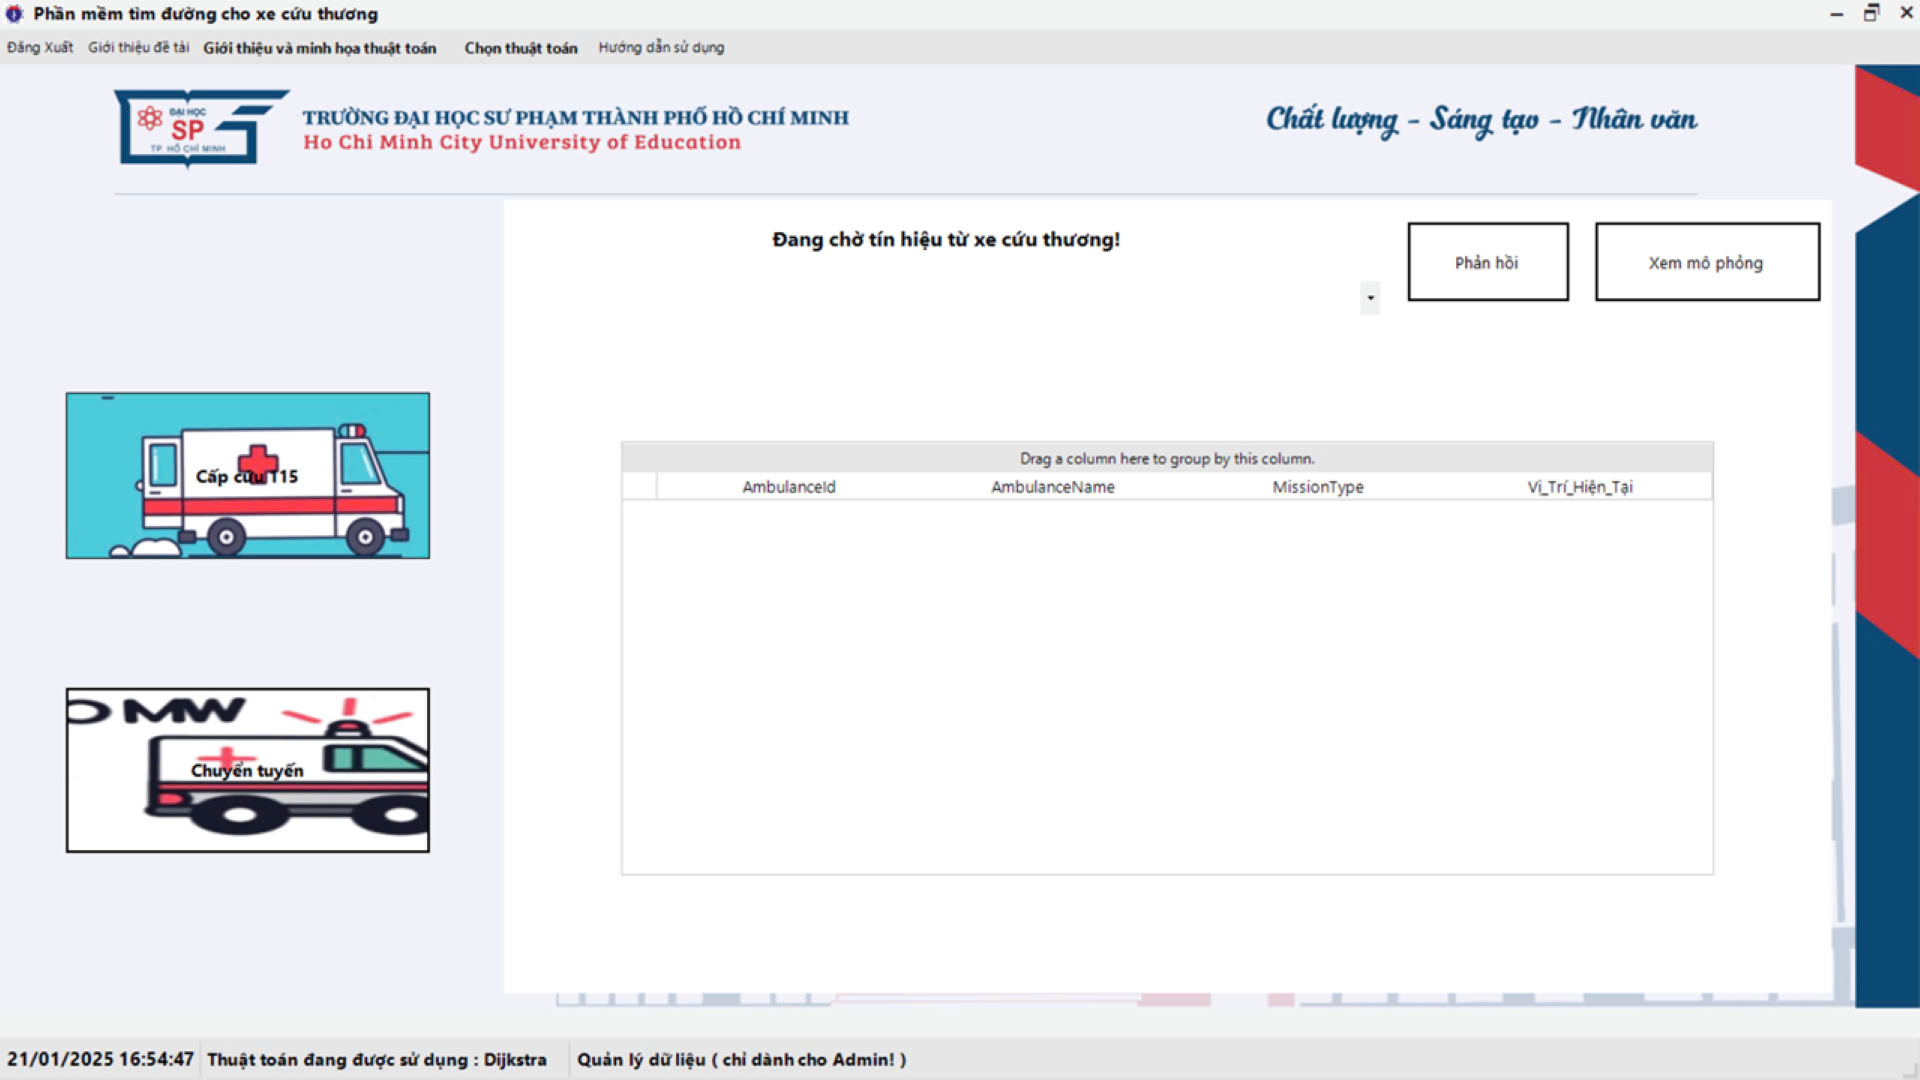 Phần mềm tìm đường cho xe cứu thương
Đăng Xuất Giới thiệu đề tài Giới thiệu và minh họa thuật toán Chọn thuật toán Hướng dẫn sử dụng
ĐẠI HỌC
SP
TP. HỒ CHÍ MINH
TRƯỜNG ĐẠI HỌC SƯ PHẠM THÀNH PHỐ HỒ CHÍ MINH
Ho Chi Minh City University of Education
Chất lượng - Sáng tạo - Nhân văn
Đang chờ tín hiệu từ xe cứu thương!
Phản hồi
Xem mô phỏng
Cấp cứu 115
Drag a column here to group by this column.
AmbulanceId AmbulanceName MissionType Vị_Trí_Hiện_Tại
OMW
Chuyển tuyến
21/01/2025 16:54:47 Thuật toán đang được sử dụng : Dijkstra Quản lý dữ liệu ( chỉ dành cho Admin! )